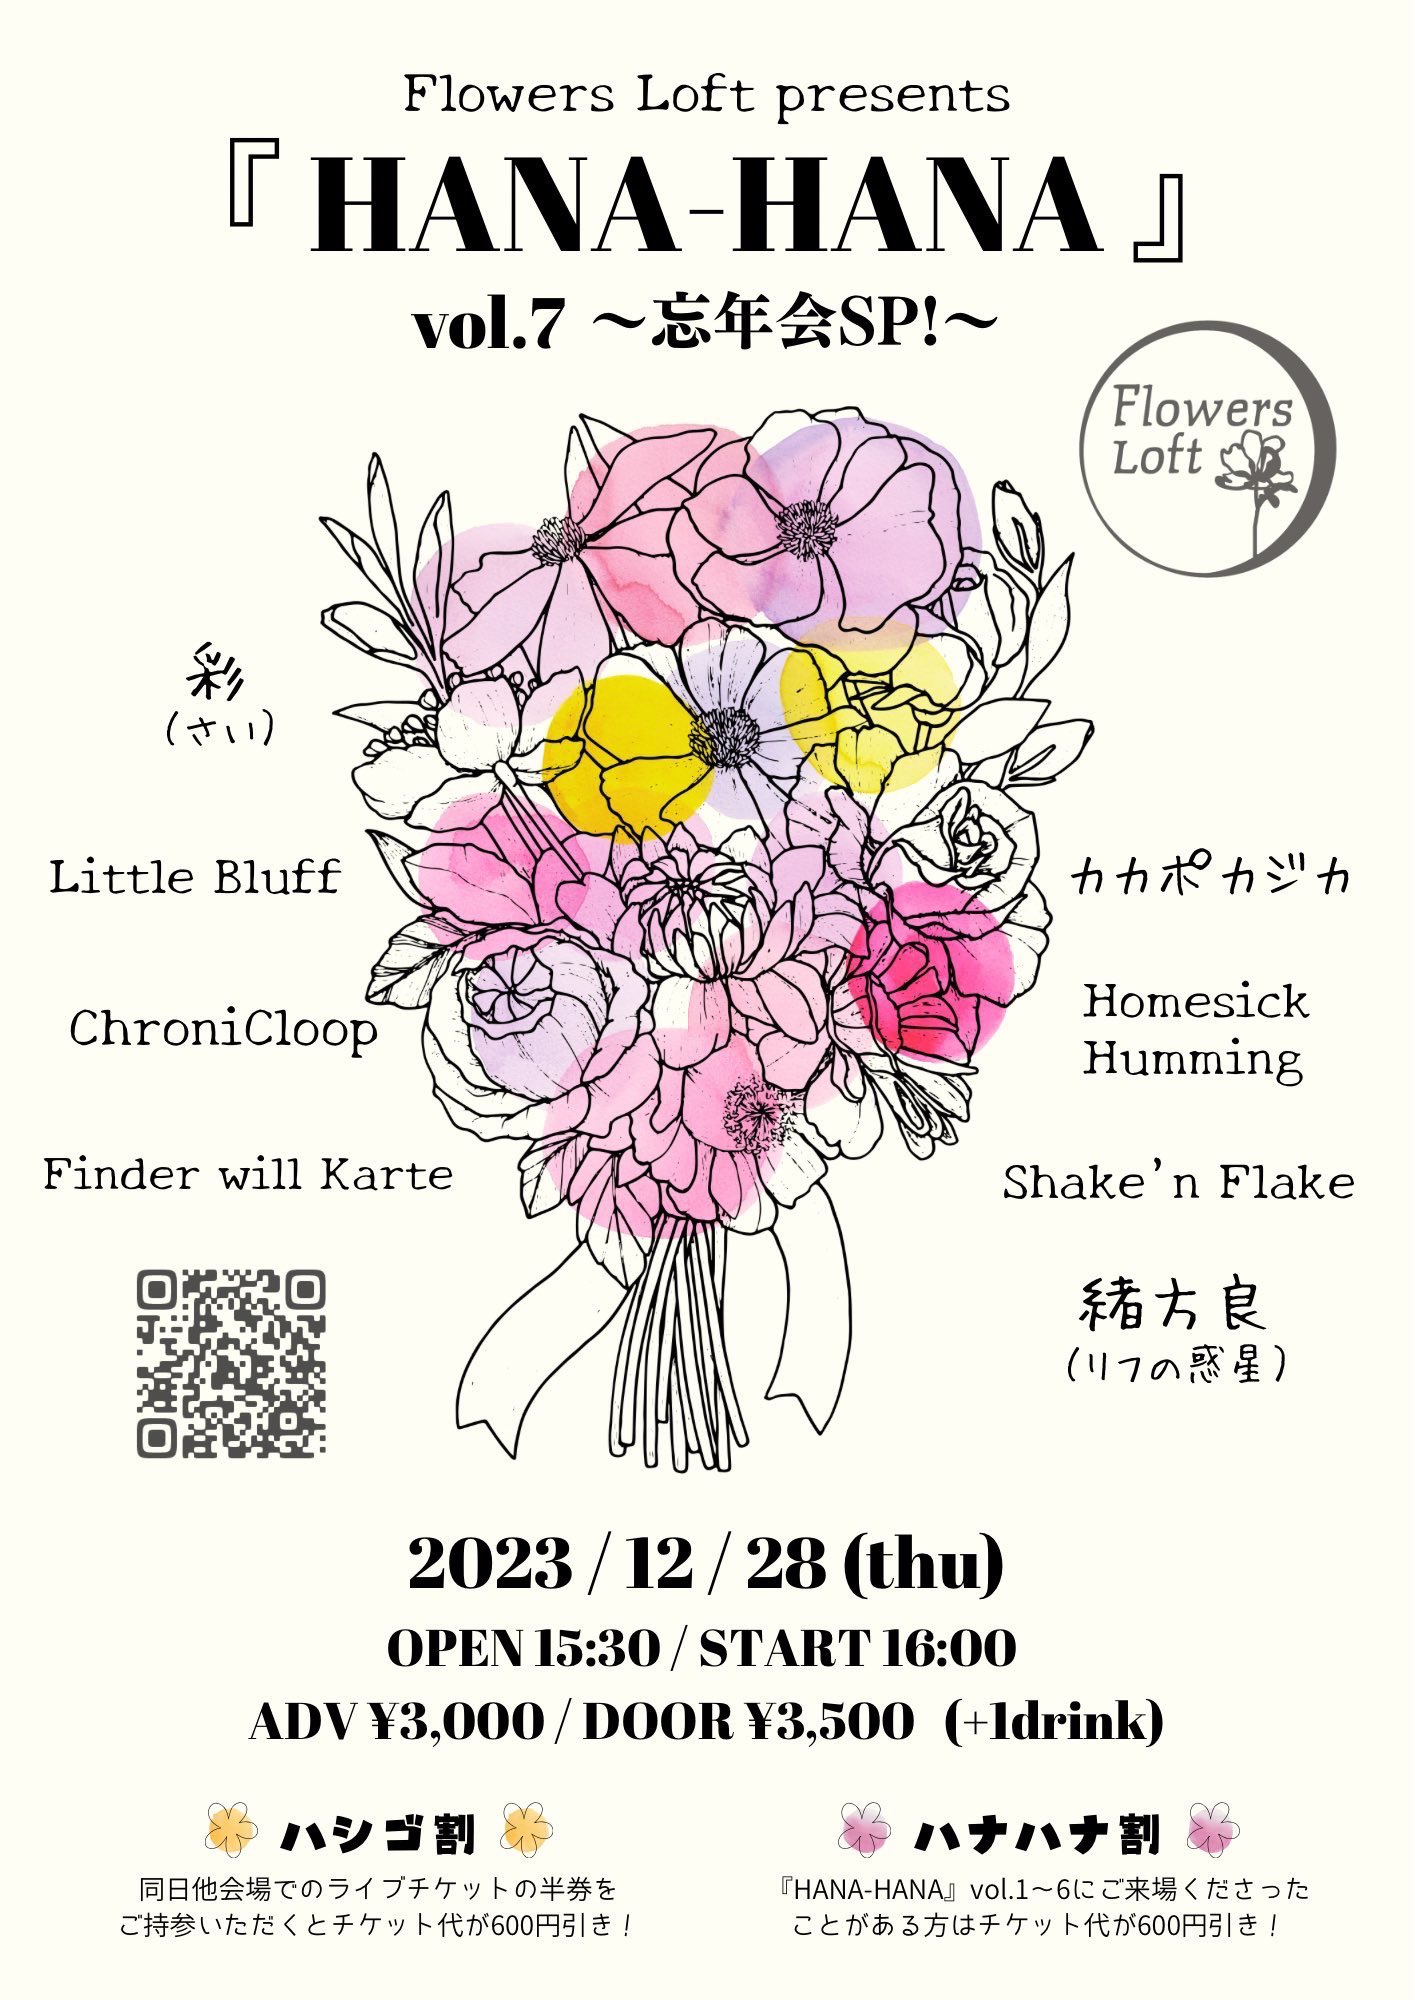 Flowers Loft presents
『HANA-HANA』
vol.7 ～忘年会SP!～
Flowers
Loft
彩
(さい)
Little Bluff
ChroniCloop
Finder will Karte
カカポカジカ
Homesick
Humming
Shake'n Flake
緒方良
(リフの惑星)
2023 / 12 / 28 (thu)
OPEN 15:30 / START 16:00
ADV ¥3,000 / DOOR ¥3,500 (+1drink)
ハシゴ割
同日他会場でのライブチケットの半券を
ご持参いただくとチケット代が600円引き！
ハナハナ割
『HANA-HANA』vol.1～6にご来場くださった
ことがある方はチケット代が600円引き！